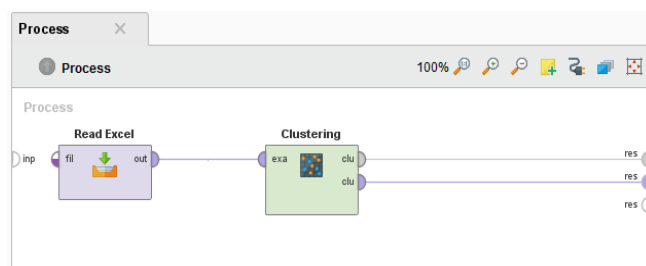 Process
Process
100%
Process
Read Excel
Clustering
inp
fil
out
exa
clu
res
clu
res
res